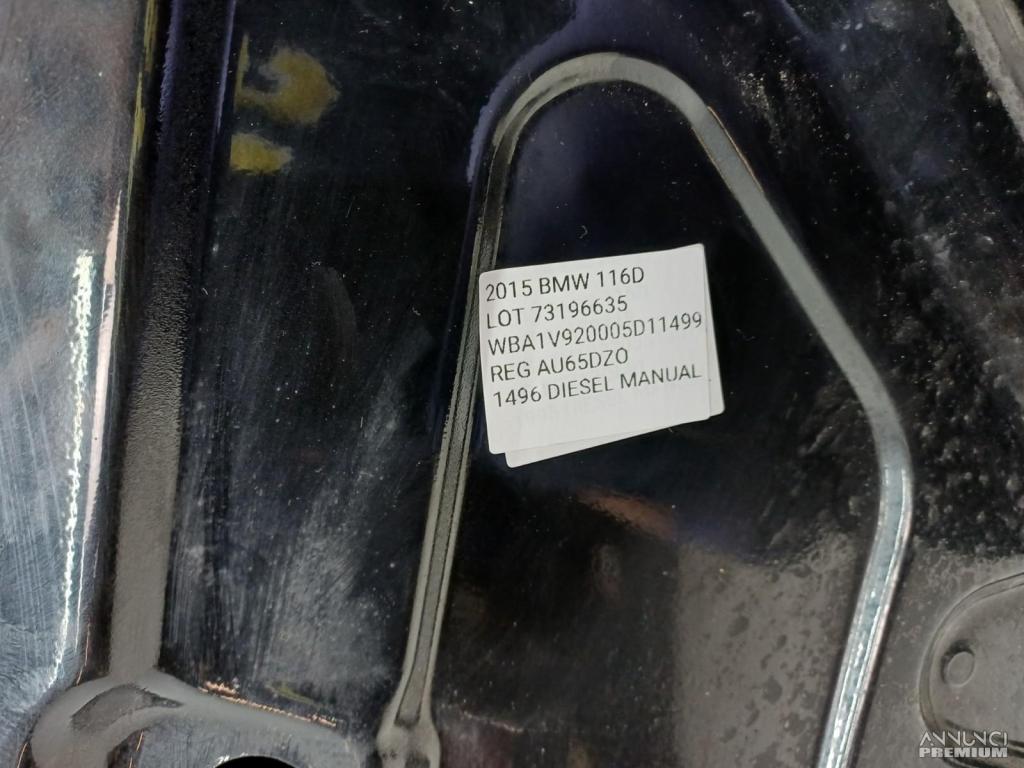 2015 BMW 116D
LOT 73196635
WBA1V920005D11499
REG AU65DZO
1496 DIESEL MANUAL
ANNUNCI
PREMIUM